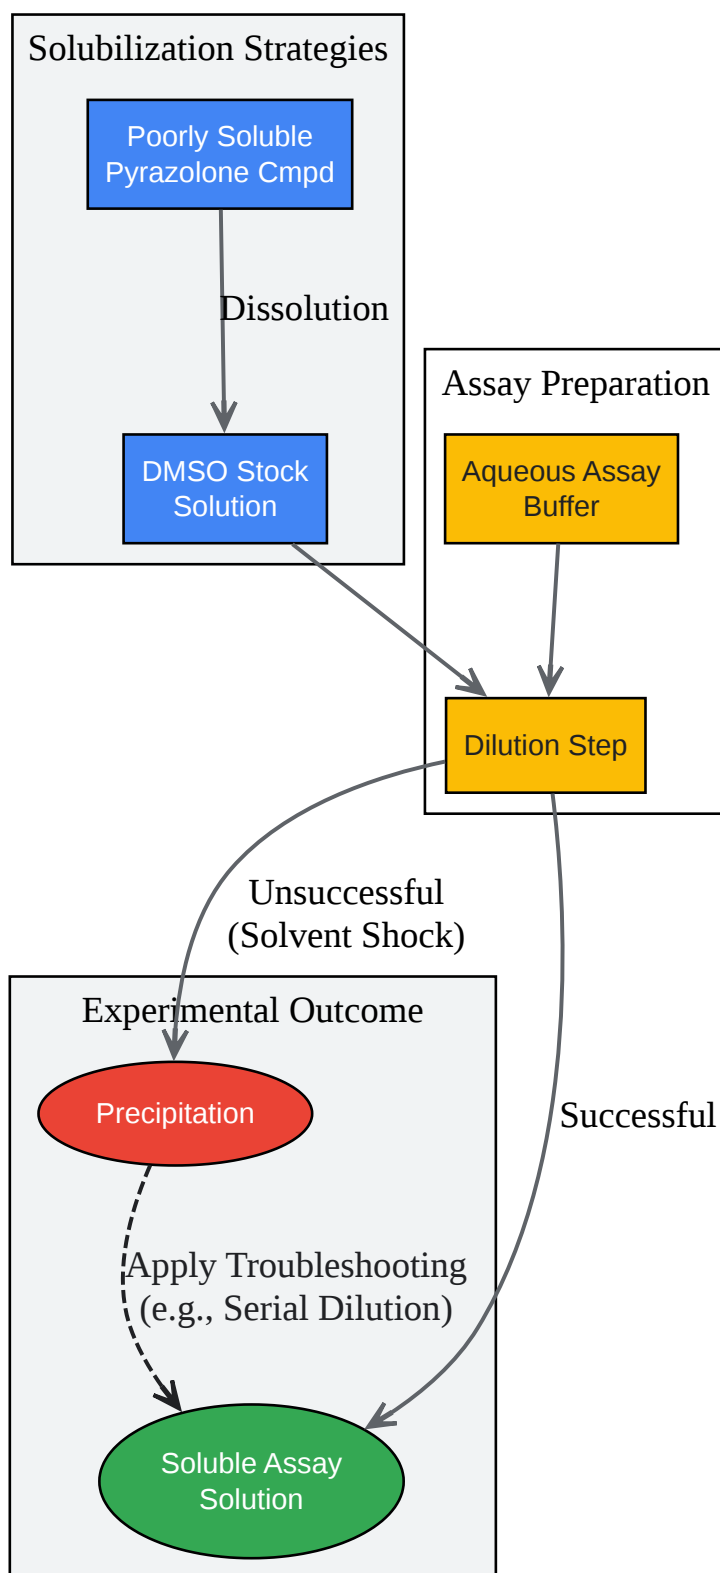 Solubilization Strategies
Poorly Soluble
Pyrazolone Cmpd
Dissolution
DMSO Stock
Solution
Assay Preparation
Aqueous Assay
Buffer
Dilution Step
Unsuccessful
(Solvent Shock)
Experimental Outcome
Precipitation
Successful
Apply Troubleshooting
(e.g., Serial Dilution)
Soluble Assay
Solution